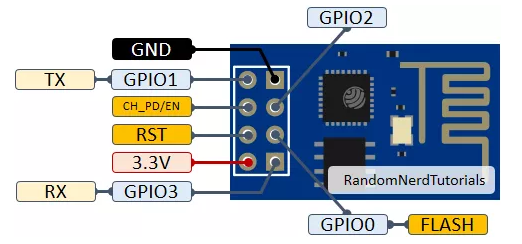 GPIO2
GND
TX
GPIO1
CH_PD/EN
RST
3.3V
RX
GPIO3
RandomNerdTutorials
GPIO0
FLASH